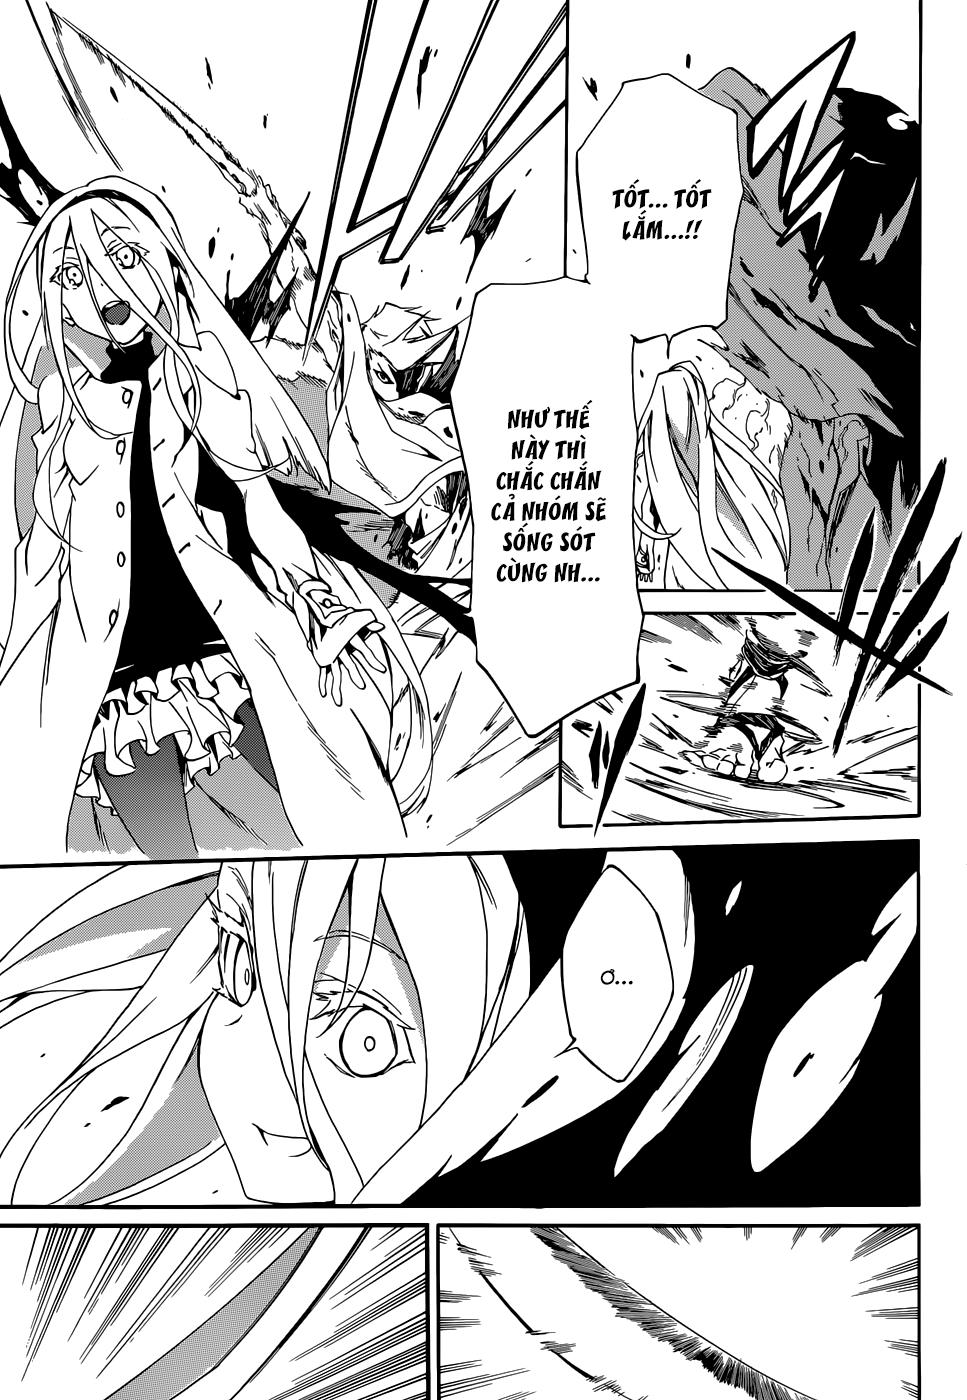 TỐT... TỐT
LẮM...!!
NHƯ THẾ
NÀY THÌ
CHẮC CHẮN
CẢ NHÓM SẼ
SỐNG SÓT
CÙNG NH...
Ơ...